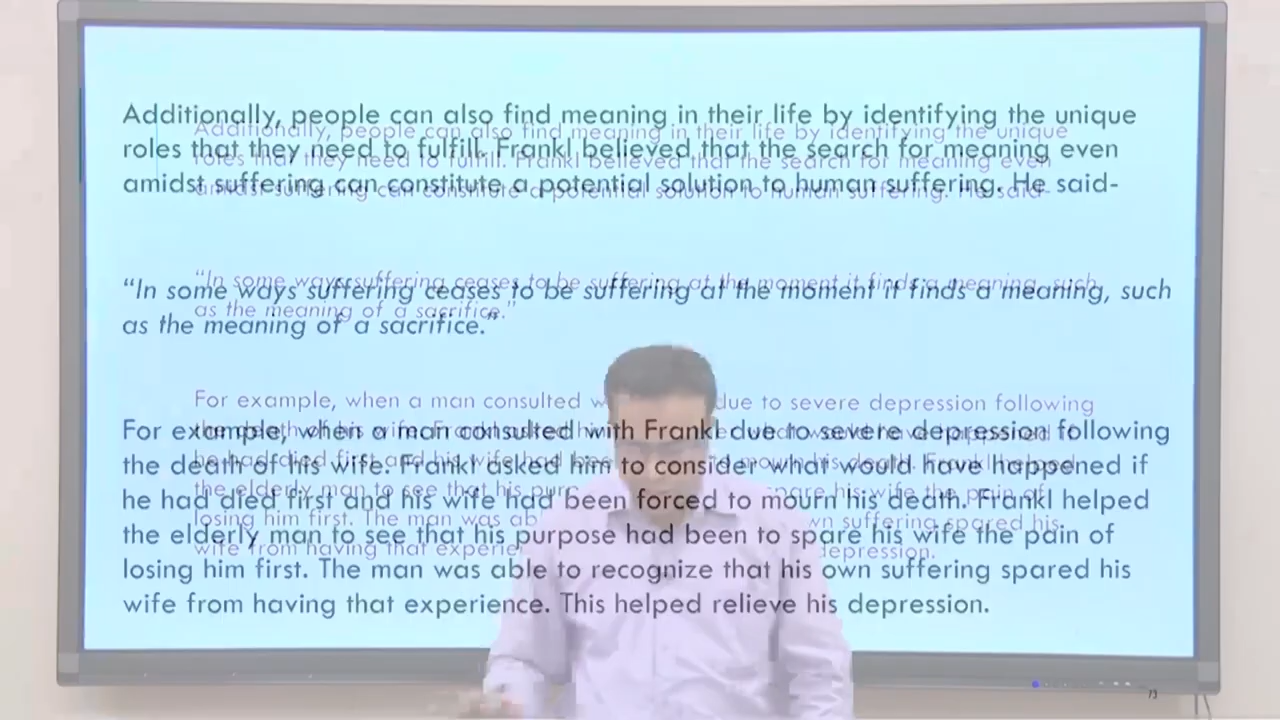 Additionally, people can also find meaning in their life by identifying the unique
roles that they need to fulfill. Frankl believed that the search for meaning even
amidst suffering can constitute a potential solution to human suffering. He said-
“In some ways suffering ceases to be suffering at the moment it finds a meaning, such
as the meaning of a sacrifice.”
For example, when a man consulted with Frankl due to severe depression following
the death of his wife. Frankl asked him to consider what would have happened if
he had died first and his wife had been forced to mourn his death. Frankl helped
the elderly man to see that his purpose had been to spare his wife the pain of
losing him first. The man was able to recognize that his own suffering spared his
wife from having that experience. This helped relieve his depression.
13